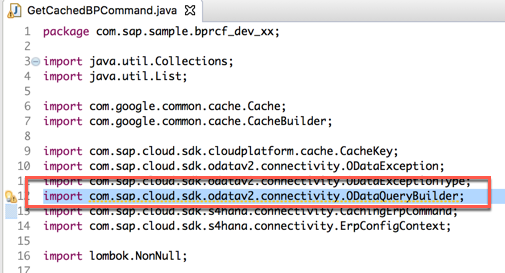 GetCachedBPCommand.java
1 package com.sap.sample.bprcf_dev_xx;
2
3 import java.util.Collections;
4 import java.util.List;
5
6 import com.google.common.cache.Cache;
7 import com.google.common.cache.CacheBuilder;
8
9 import com.sap.cloud.sdk.cloudplatform.cache.CacheKey;
10 import com.sap.cloud.sdk.odatav2.connectivity.ODataException;
11 import com.sap.cloud.sdk.odatav2.connectivity.ODataExceptionType;
12 import com.sap.cloud.sdk.odatav2.connectivity.ODataQueryBuilder;
13 import com.sap.cloud.sdk.s4hana.connectivity.CachingErpCommand;
14 import com.sap.cloud.sdk.s4hana.connectivity.ErpConfigContext;
15
16 import lombok.NonNull;
17